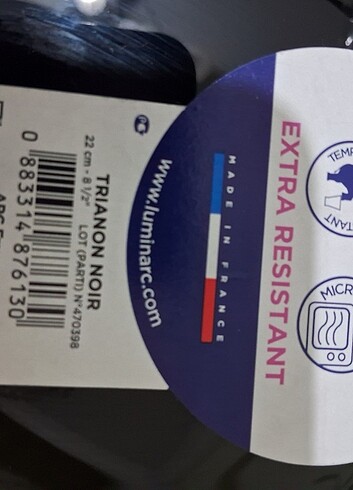 EXTRA RESISTANT
MADE IN FRANCE
www.luminarc.com
TRIANON NOIR
22 cm - 8 1/2" LOT (PARTI) N°470398
0 883314 876130